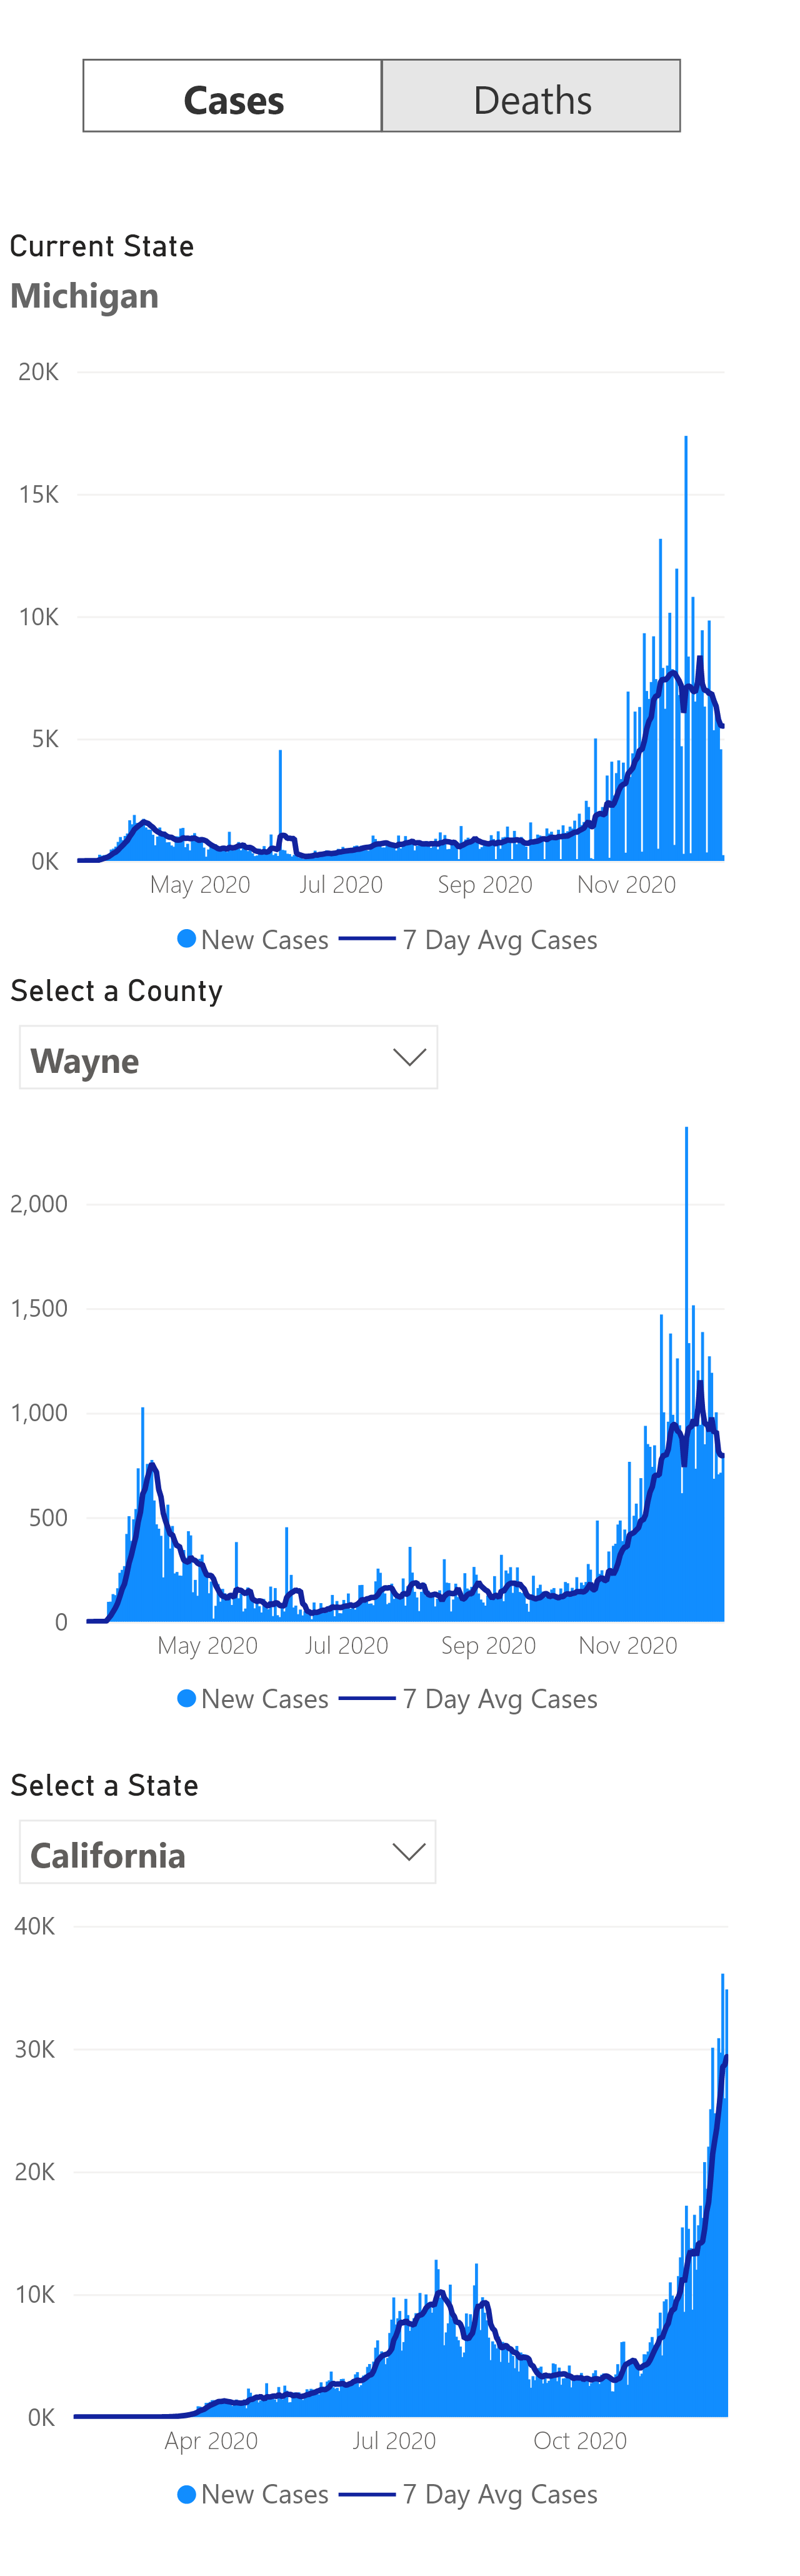 Cases Deaths
Current State
Michigan
20K
15K
10K
5K
0K
May 2020 Jul 2020 Sep 2020 Nov 2020
New Cases 7 Day Avg Cases
Select a County
Wayne
2,000
1,500
1,000
500
0
May 2020 Jul 2020 Sep 2020 Nov 2020
New Cases 7 Day Avg Cases
Select a State
California
40K
30K
20K
10K
0K
Apr 2020 Jul 2020 Oct 2020
New Cases 7 Day Avg Cases